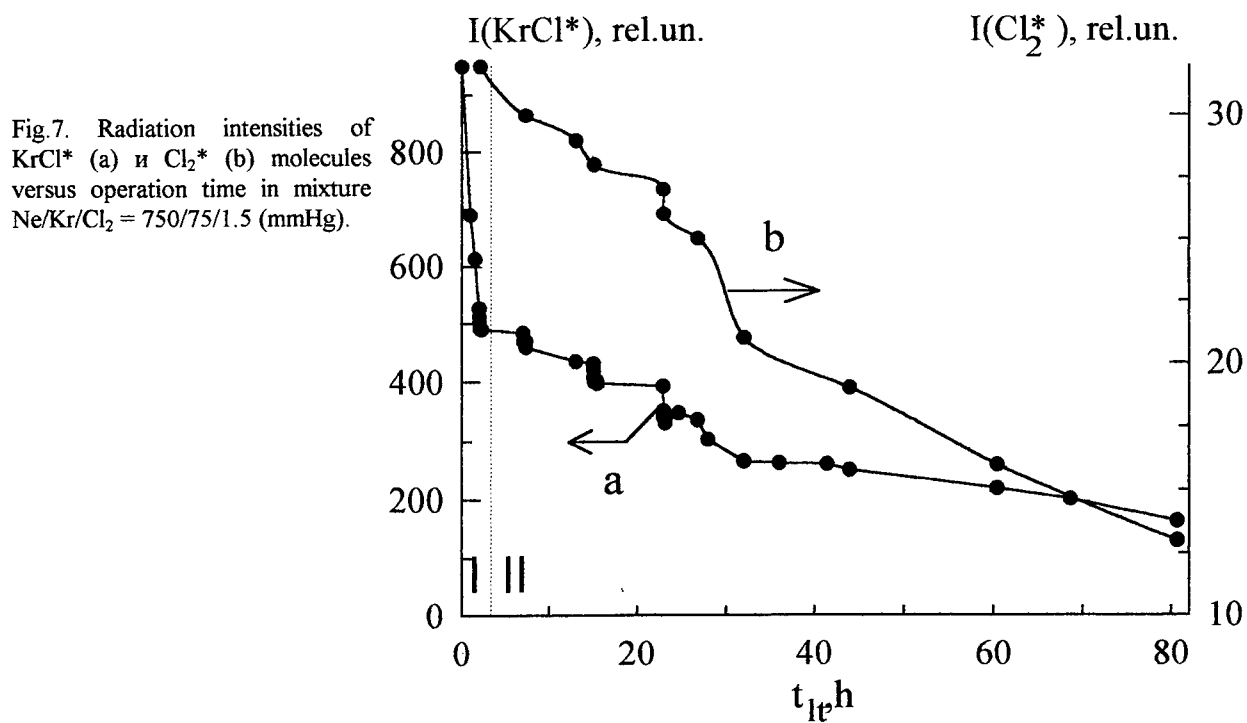 I(KrCl*), rel.un.
I(Cl₂*), rel.un.
Fig.7. Radiation intensities of
KrCl* (a) и Cl₂* (b) molecules
versus operation time in mixture
Ne/Kr/Cl₂ = 750/75/1.5 (mmHg).
800
600
400
200
0
30
20
10
b
a
I II
0 20 40 60 80